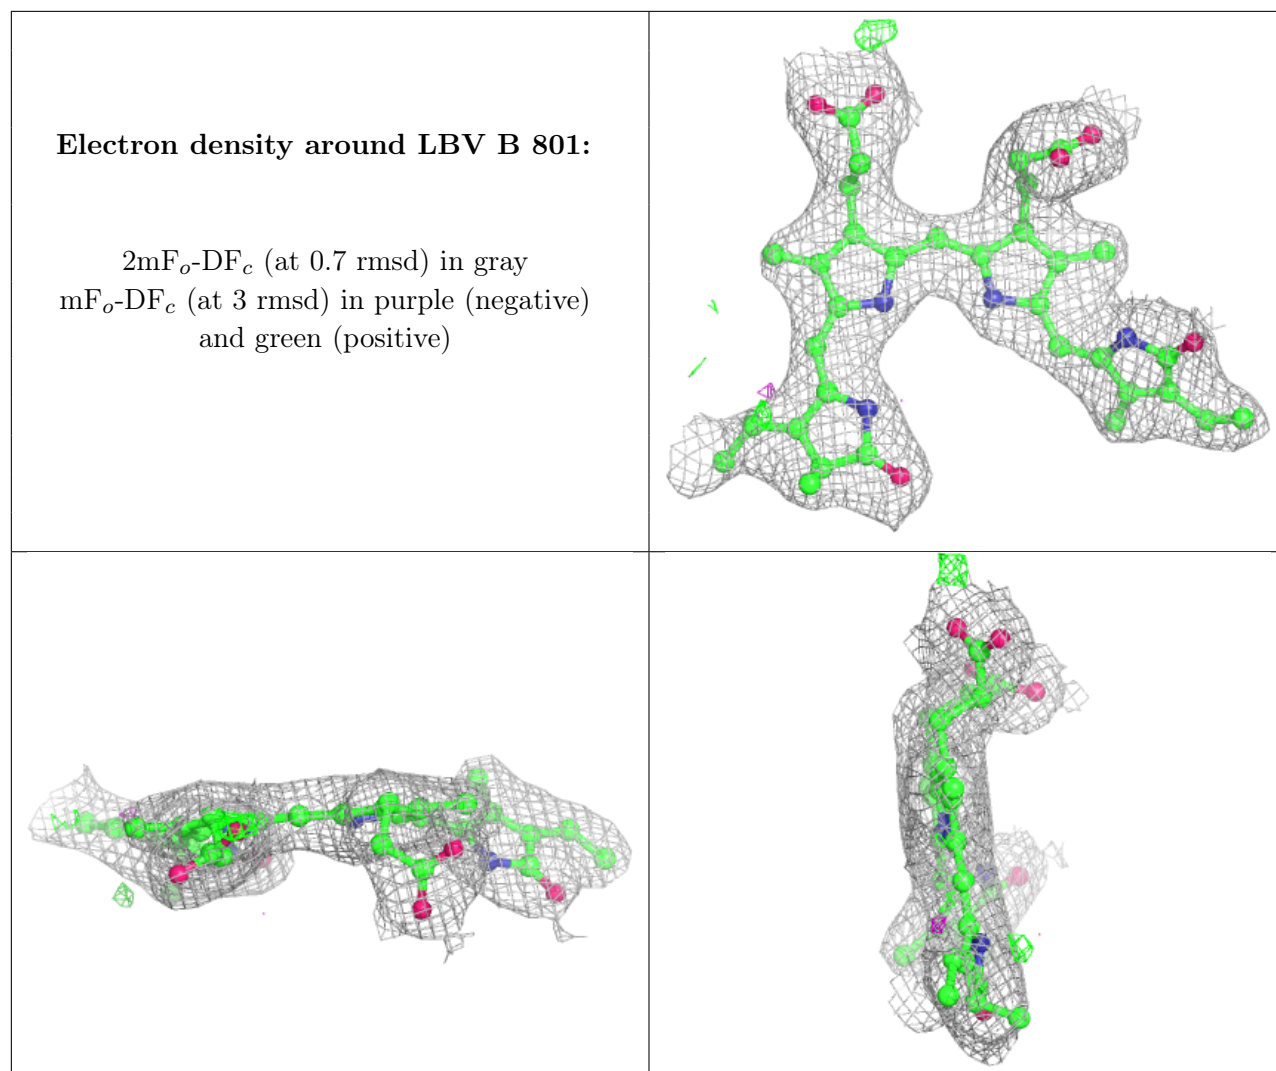 Electron density around LBV B 801:
2mFo-DFc (at 0.7 rmsd) in gray
mFo-DFc (at 3 rmsd) in purple (negative)
and green (positive)